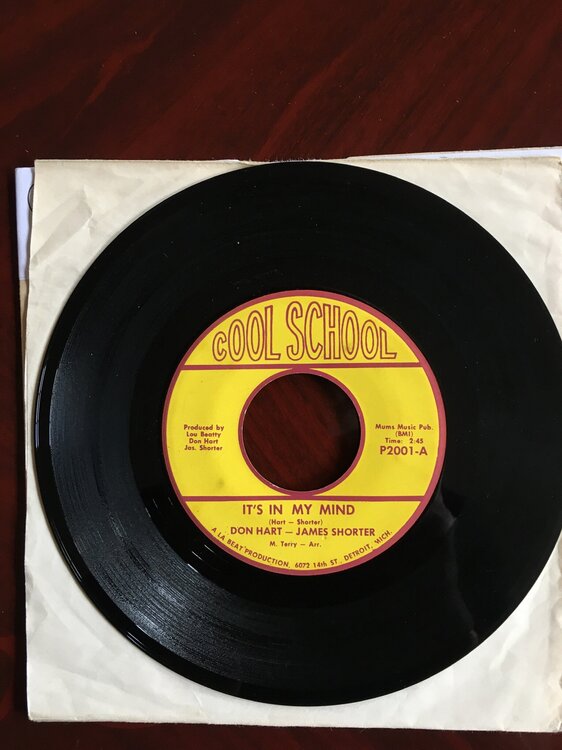 COOL SCHOOL
Produced by
Lou Beatty
Don Hart
Jas. Shorter
Mums Music Pub.
(BMI)
Time: 2:45
P2001-A
IT'S IN MY MIND
(Hart — Shorter)
DON HART — JAMES SHORTER
M. Terry — Arr.
A LA BEAT PRODUCTION, 6072 14th ST., DETROIT, MICH.